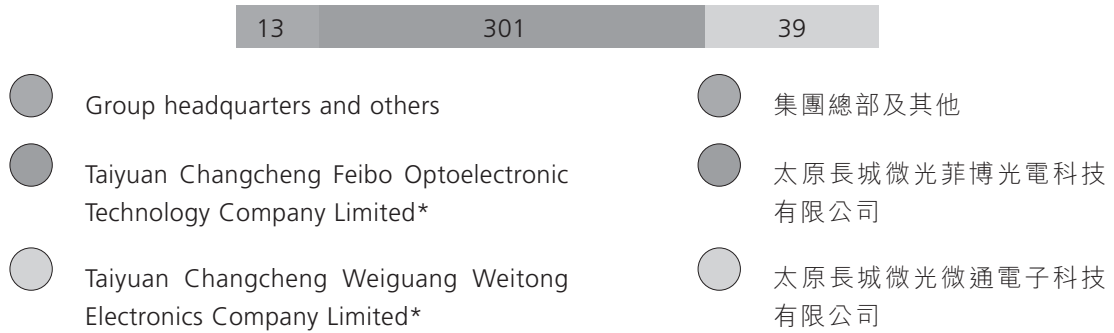 13 301 39
Group headquarters and others
集團總部及其他
Taiyuan Changcheng Feibo Optoelectronic
Technology Company Limited*
太原長城微光菲博光電科技
有限公司
Taiyuan Changcheng Weiguang Weitong
Electronics Company Limited*
太原長城微光微通電子科技
有限公司